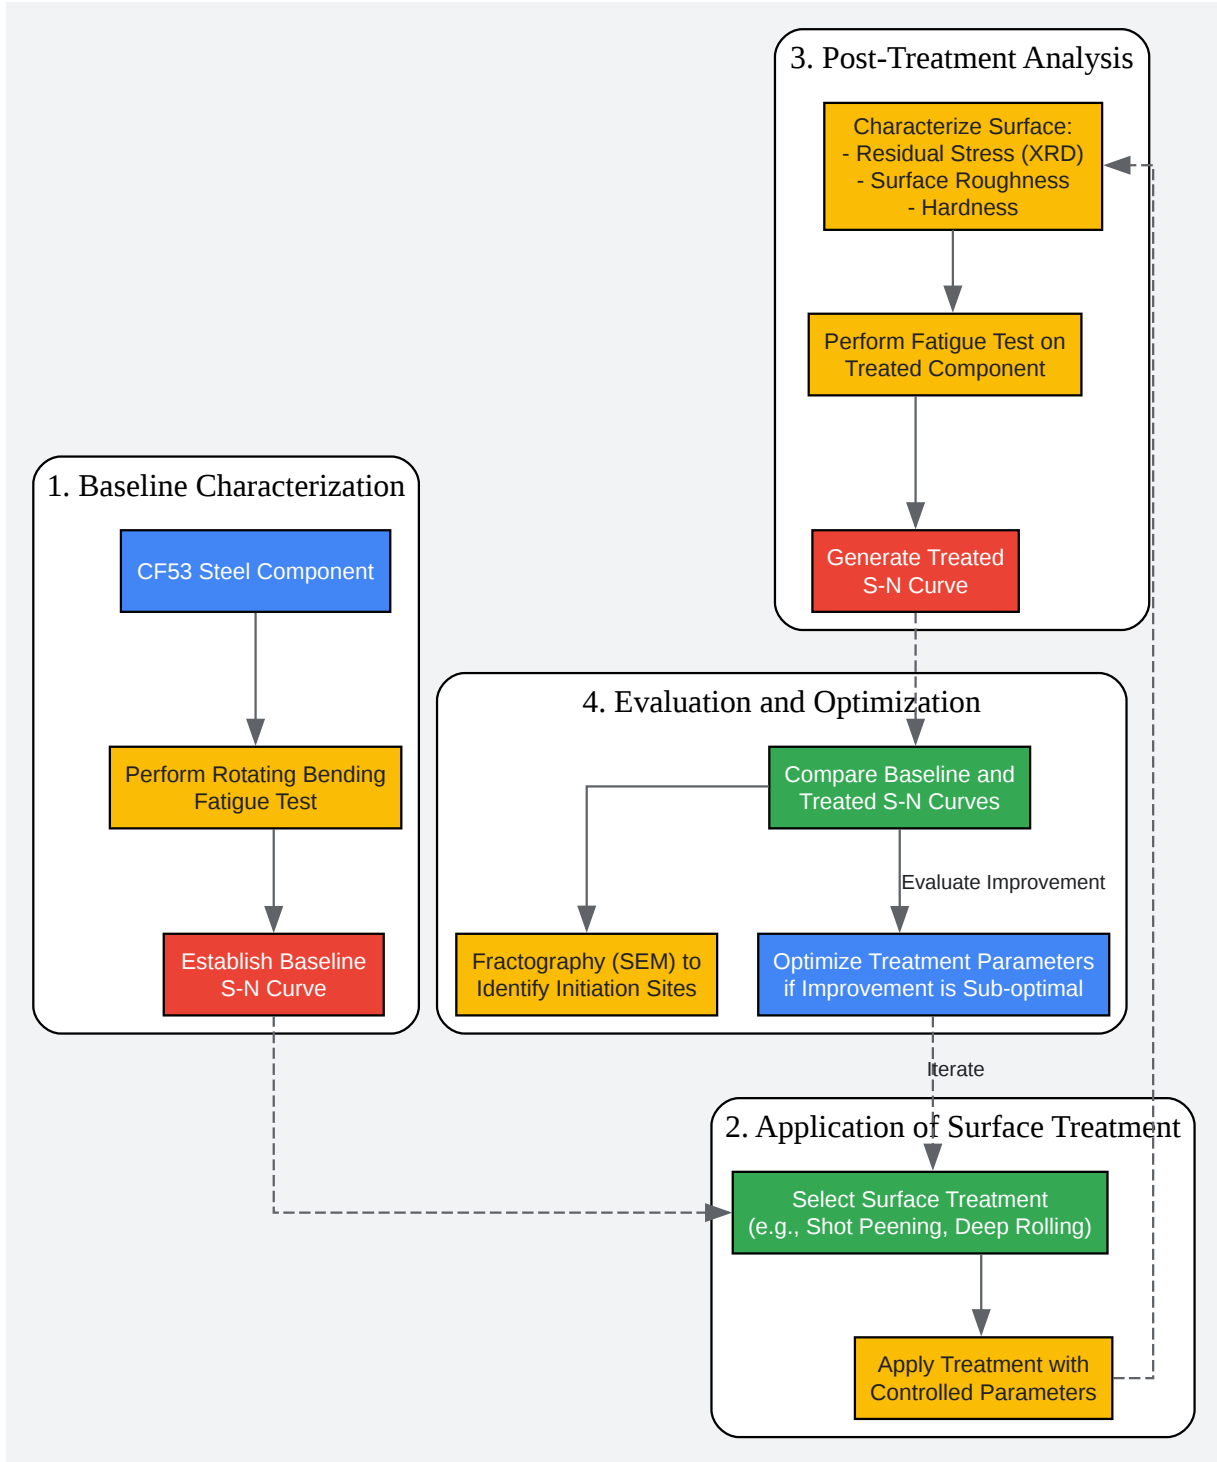 3. Post-Treatment Analysis
Characterize Surface:
- Residual Stress (XRD)
- Surface Roughness
- Hardness
Perform Fatigue Test on
Treated Component
Generate Treated
S-N Curve
1. Baseline Characterization
CF53 Steel Component
Perform Rotating Bending
Fatigue Test
Establish Baseline
S-N Curve
4. Evaluation and Optimization
Compare Baseline and
Treated S-N Curves
Evaluate Improvement
Fractography (SEM) to
Identify Initiation Sites
Optimize Treatment Parameters
if Improvement is Sub-optimal
Iterate
2. Application of Surface Treatment
Select Surface Treatment
(e.g., Shot Peening, Deep Rolling)
Apply Treatment with
Controlled Parameters